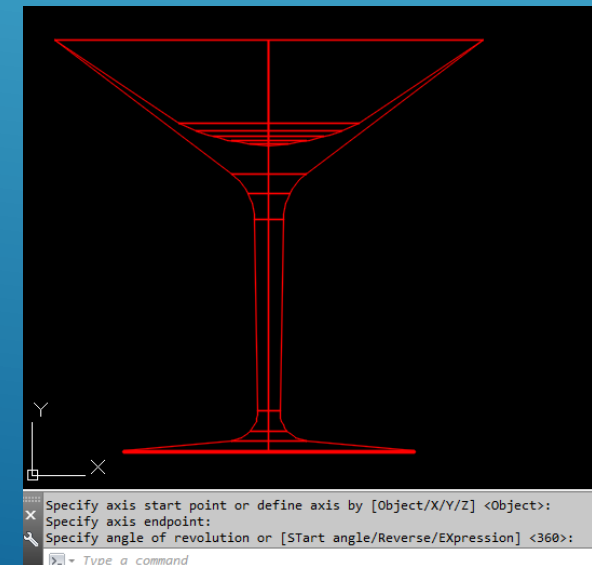 Y
X
Specify axis start point or define axis by [Object/X/Y/Z] <Object>:
Specify axis endpoint:
Specify angle of revolution or [STart angle/Reverse/EXpression] <360>:
Type a command